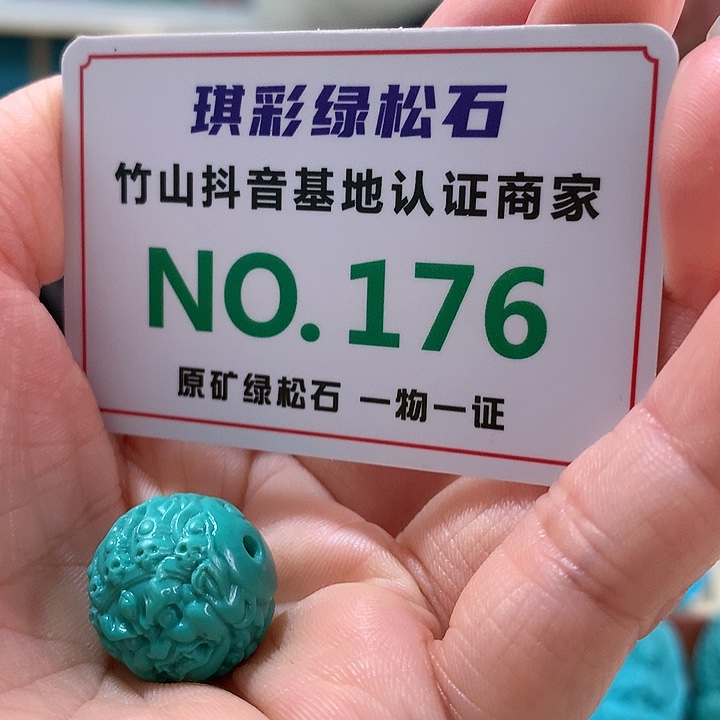 琪彩绿松石
竹山抖音基地认证商家
NO.176
原矿绿松石 一物一证